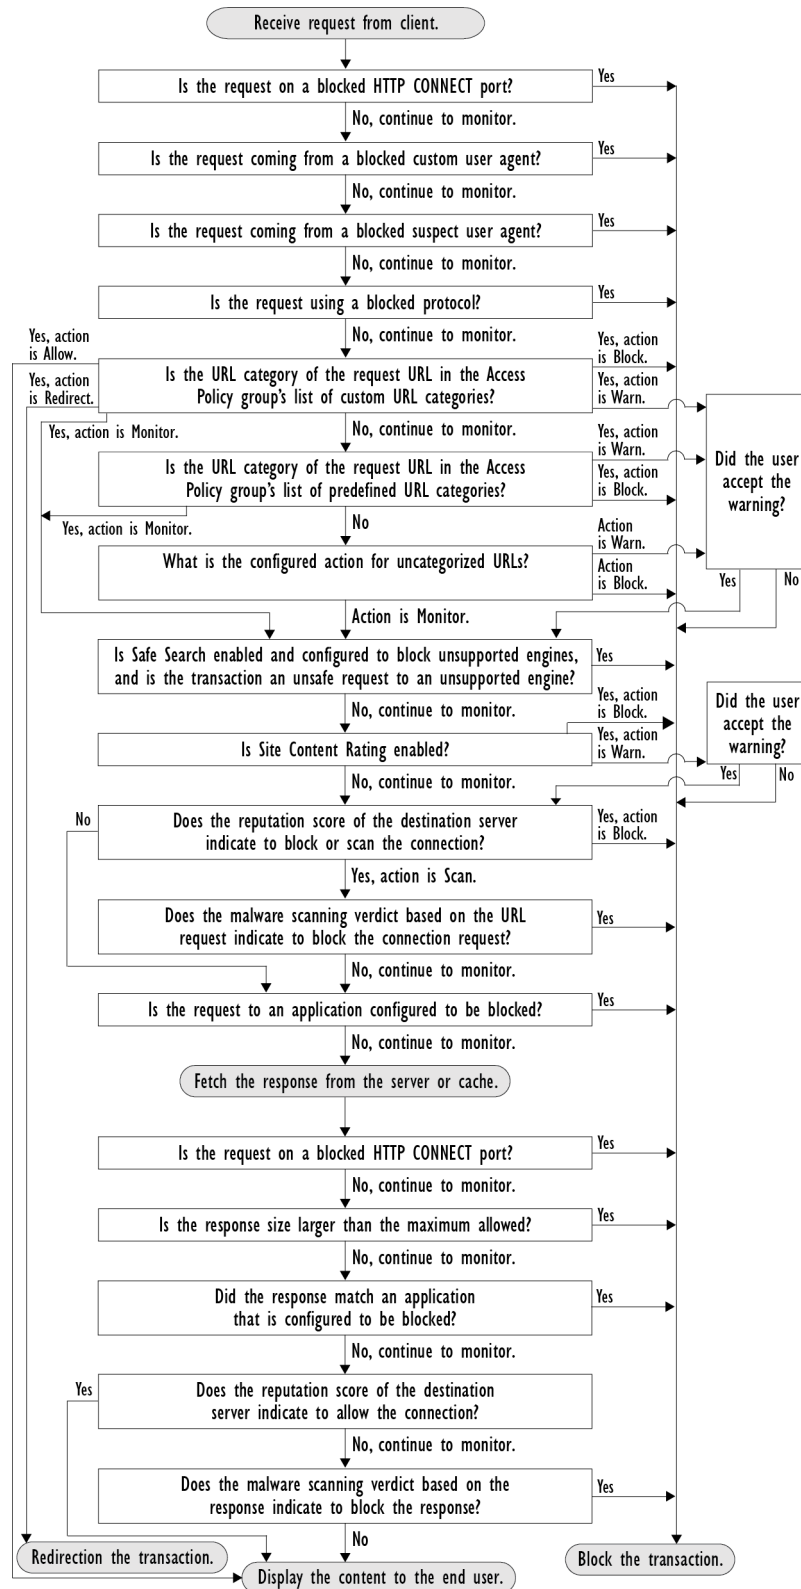 Receive request from client.
Is the request on a blocked HTTP CONNECT port?
Yes
No, continue to monitor.
Is the request coming from a blocked custom user agent?
Yes
No, continue to monitor.
Is the request coming from a blocked suspect user agent?
Yes
No, continue to monitor.
Is the request using a blocked protocol?
Yes
No, continue to monitor.
Yes, action
is Allow.
Yes, action
is Redirect.
Is the URL category of the request URL in the Access
Policy group's list of custom URL categories?
Yes, action
is Block.
Yes, action
is Warn.
Yes, action is Monitor.
No, continue to monitor.
Is the URL category of the request URL in the Access
Policy group's list of predefined URL categories?
Yes, action
is Warn.
Yes, action
is Block.
Did the user
accept the
warning?
Yes, action is Monitor.
No
What is the configured action for uncategorized URLs?
Action
is Warn.
Action
is Block.
Yes
No
Action is Monitor.
Is Safe Search enabled and configured to block unsupported engines,
and is the transaction an unsafe request to an unsupported engine?
Yes
No, continue to monitor.
Is Site Content Rating enabled?
Yes, action
is Block.
Yes, action
is Warn.
Did the user
accept the
warning?
Yes
No
No, continue to monitor.
No
Does the reputation score of the destination server
indicate to block or scan the connection?
Yes, action
is Block.
Yes, action is Scan.
Does the malware scanning verdict based on the URL
request indicate to block the connection request?
Yes
No, continue to monitor.
Is the request to an application configured to be blocked?
Yes
No, continue to monitor.
Fetch the response from the server or cache.
Is the request on a blocked HTTP CONNECT port?
Yes
No, continue to monitor.
Is the response size larger than the maximum allowed?
Yes
No, continue to monitor.
Did the response match an application
that is configured to be blocked?
Yes
No, continue to monitor.
Yes
Does the reputation score of the destination
server indicate to allow the connection?
No, continue to monitor.
Does the malware scanning verdict based on the
response indicate to block the response?
Yes
No
Redirection the transaction.
Block the transaction.
Display the content to the end user.